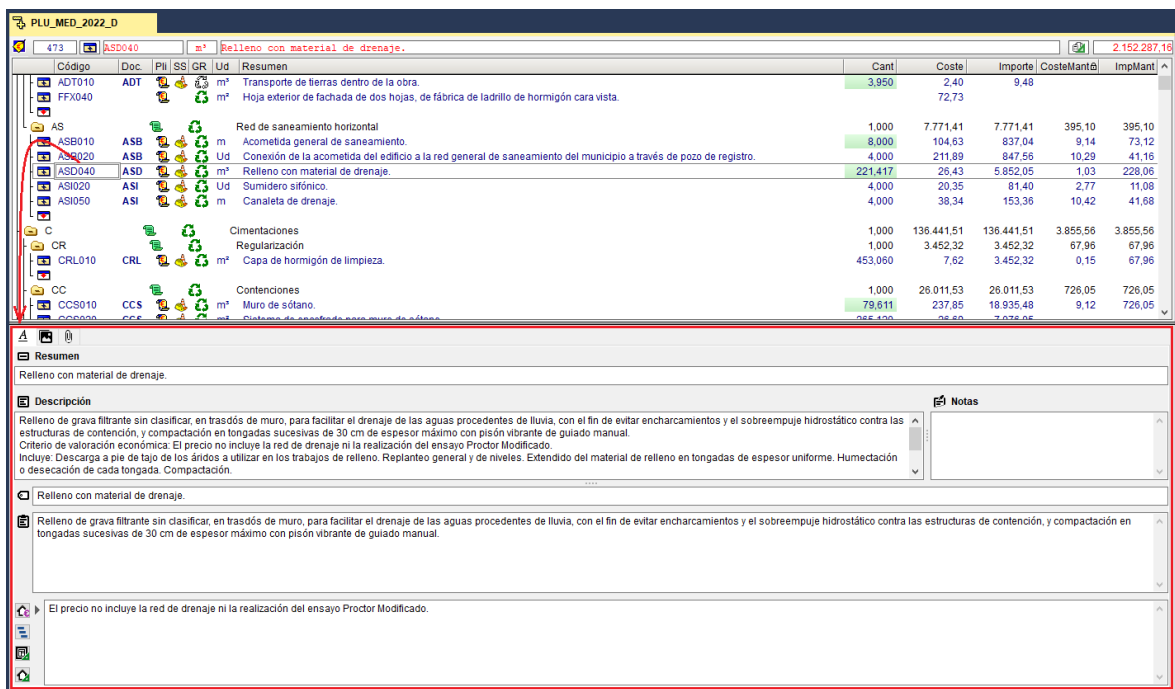 PLU_MED_2022_D
473 ASD040 m³ Relleno con material de drenaje. 2.152.287,16
Código Doc. Pli SS GR Ud Resumen Cant Coste Importe CosteMant ImpMant
ADT010 ADT m³ Transporte de tierras dentro de la obra. 3,950 2,40 9,48
FFX040 m² Hoja exterior de fachada de dos hojas, de fábrica de ladrillo de hormigón cara vista. 72,73
AS Red de saneamiento horizontal 1,000 7.771,41 7.771,41 395,10 395,10
ASB010 ASB m Acometida general de saneamiento. 8,000 104,63 837,04 9,14 73,12
ASB020 ASB Ud Conexión de la acometida del edificio a la red general de saneamiento del municipio a través de pozo de registro. 4,000 211,89 847,56 10,29 41,16
ASD040 ASD m³ Relleno con material de drenaje. 221,417 26,43 5.852,05 1,03 228,06
ASI020 ASI Ud Sumidero sifónico. 4,000 20,35 81,40 2,77 11,08
ASI050 ASI m Canaleta de drenaje. 4,000 38,34 153,36 10,42 41,68
C Cimentaciones 1,000 136.441,51 136.441,51 3.855,56 3.855,56
CR Regularización 1,000 3.452,32 3.452,32 67,96 67,96
CRL010 CRL m² Capa de hormigón de limpieza. 453,060 7,62 3.452,32 0,15 67,96
CC Contenciones 1,000 26.011,53 26.011,53 726,05 726,05
CCS010 CCS m³ Muro de sótano. 79,611 237,85 18.935,48 9,12 726,05
A
Resumen
Relleno con material de drenaje.
Descripción Notas
Relleno de grava filtrante sin clasificar, en trasdós de muro, para facilitar el drenaje de las aguas procedentes de lluvia, con el fin de evitar encharcamientos y el sobreempuje hidrostático contra las
estructuras de contención, y compactación en tongadas sucesivas de 30 cm de espesor máximo con pisón vibrante de guiado manual.
Criterio de valoración económica: El precio no incluye la red de drenaje ni la realización del ensayo Proctor Modificado.
Incluye: Descarga a pie de tajo de los áridos a utilizar en los trabajos de relleno. Replanteo general y de niveles. Extendido del material de relleno en tongadas de espesor uniforme. Humectación
o desecación de cada tongada. Compactación.
Relleno con material de drenaje.
Relleno de grava filtrante sin clasificar, en trasdós de muro, para facilitar el drenaje de las aguas procedentes de lluvia, con el fin de evitar encharcamientos y el sobreempuje hidrostático contra las estructuras de contención, y compactación en
tongadas sucesivas de 30 cm de espesor máximo con pisón vibrante de guiado manual.
El precio no incluye la red de drenaje ni la realización del ensayo Proctor Modificado.